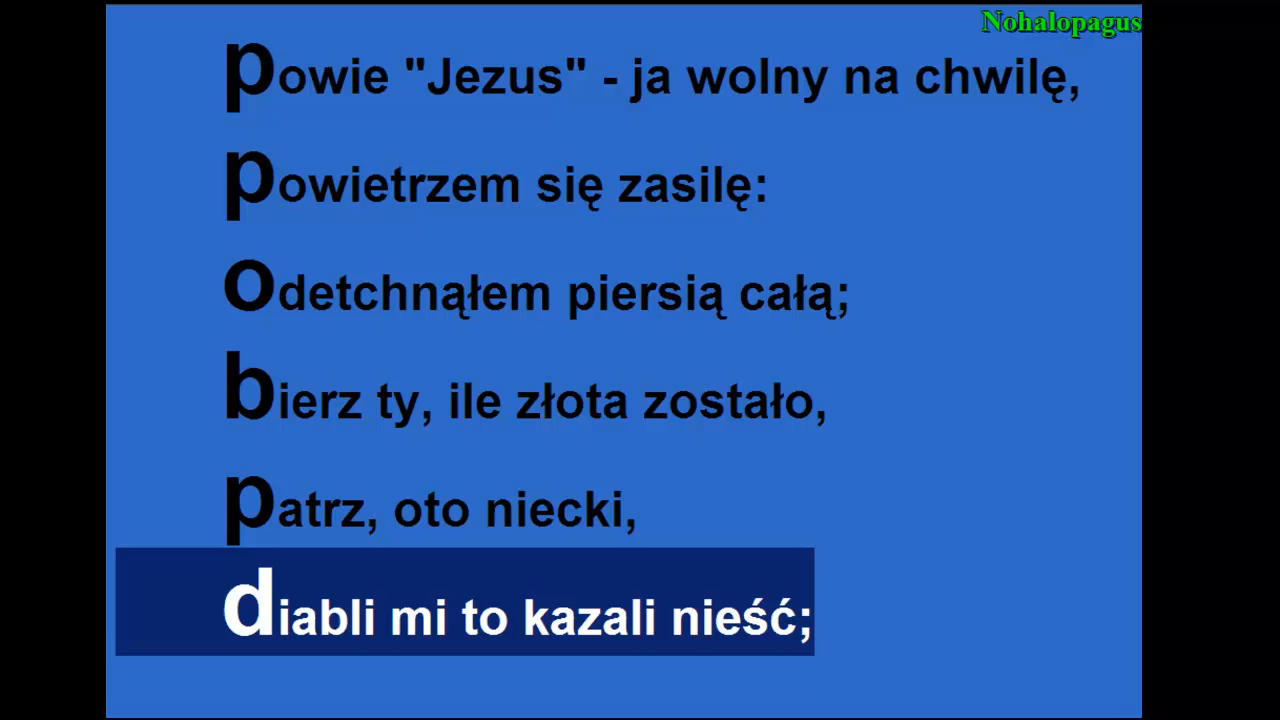 Nohalopagus
powie "Jezus" - ja wolny na chwilę,
powietrzem się zasilę:
odetchnąłem piersią całą;
bierz ty, ile złota zostało,
patrz, oto niecki,
diabli mi to kazali nieść;